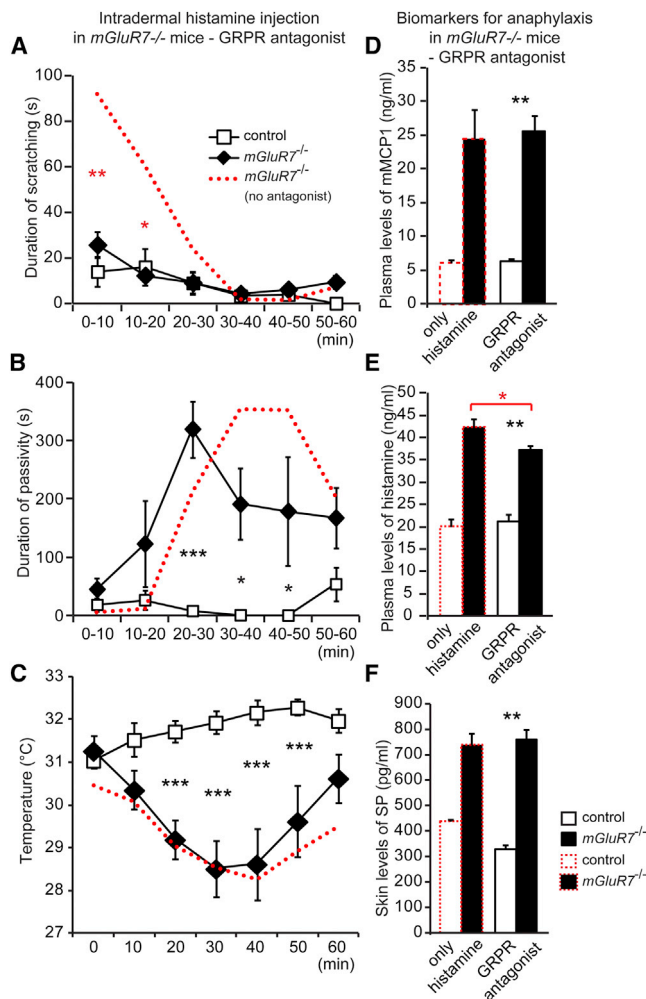 Intradermal histamine injection
in mGluR7-/- mice - GRPR antagonist
Biomarkers for anaphylaxis
in mGluR7-/- mice
- GRPR antagonist
A
Duration of scratching (s)
100
80
60
40
20
0
control
mGluR7-/-
mGluR7-/-
(no antagonist)
**
*
0-10 10-20 20-30 30-40 40-50 50-60
(min)
B
Duration of passivity (s)
400
300
200
100
0
***
*
*
0-10 10-20 20-30 30-40 40-50 50-60
(min)
C
Temperature (°C)
33
32
31
30
29
28
27
***
***
***
***
0 10 20 30 40 50 60
(min)
D
Plasma levels of mMCP1 (ng/ml)
35
30
25
20
15
10
5
0
**
only
histamine
GRPR
antagonist
E
Plasma levels of histamine (ng/ml)
50
45
40
35
30
25
20
15
10
5
0
*
**
only
histamine
GRPR
antagonist
F
Skin levels of SP (pg/ml)
900
800
700
600
500
400
300
200
100
0
**
only
histamine
GRPR
antagonist
control
mGluR7-/-
control
mGluR7-/-